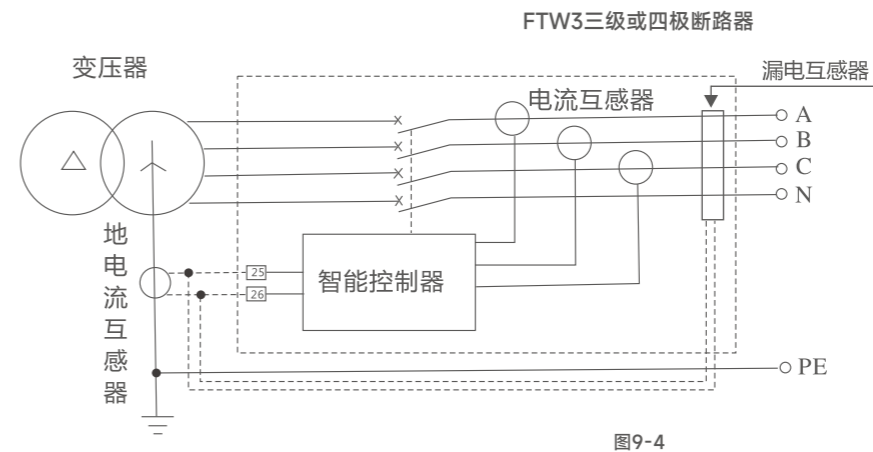 FTW3三级或四极断路器
变压器
漏电互感器
电流互感器
A
B
C
N
地电流互感器
25
智能控制器
26
PE
图9-4